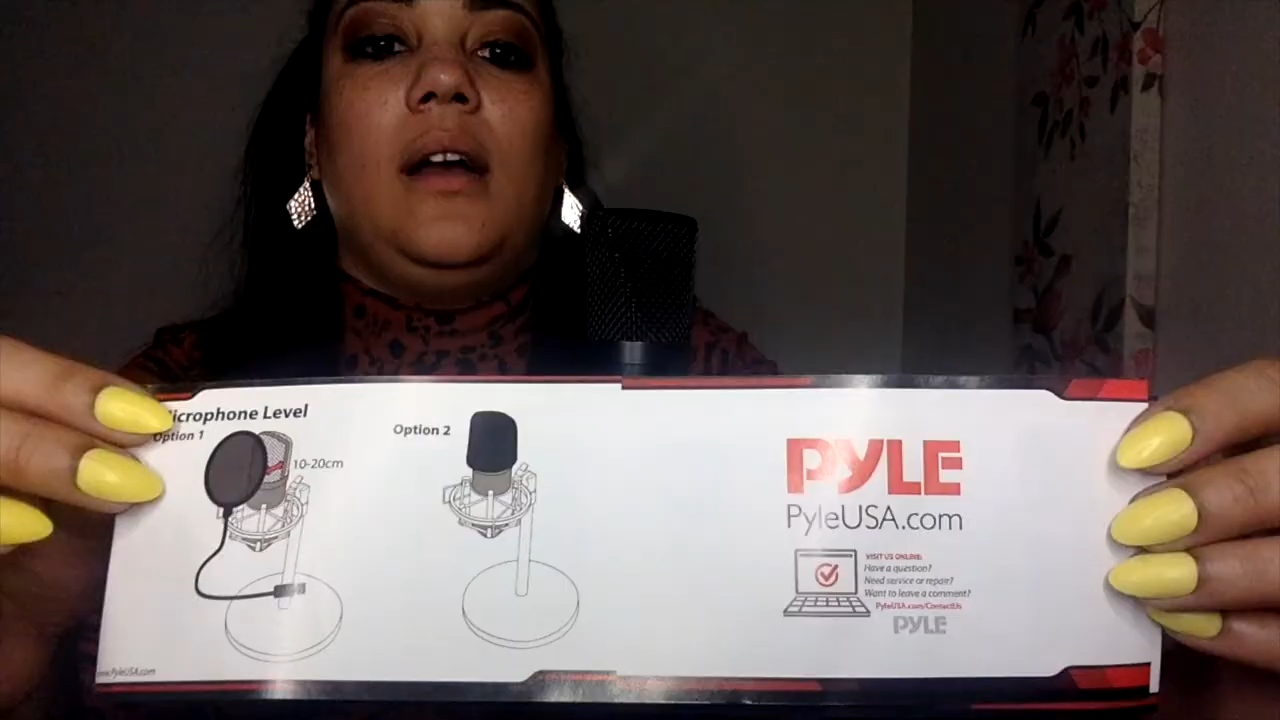 icrophone Level
Option 1
10-20cm
Option 2
PYLE
PyleUSA.com
VISIT US ONLINE:
Have a question?
Need service or repair?
Want to leave a comment?
PyleUSA.com/ContactUs
PYLE
.PyleUSA.com